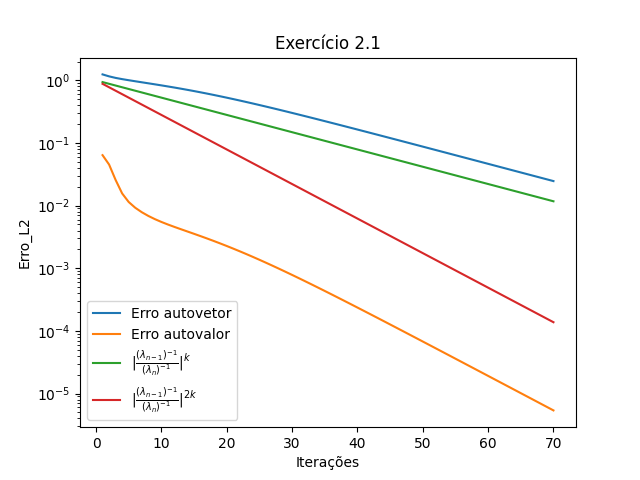 Exercício 2.1
Erro_L2
10^0
10^-1
10^-2
10^-3
10^-4
10^-5
Erro autovetor
Erro autovalor
|\frac{(λ_{n-1})^{-1}}{(λ_n)^{-1}}|^k
|\frac{(λ_{n-1})^{-1}}{(λ_n)^{-1}}|^{2k}
0 10 20 30 40 50 60 70
Iterações